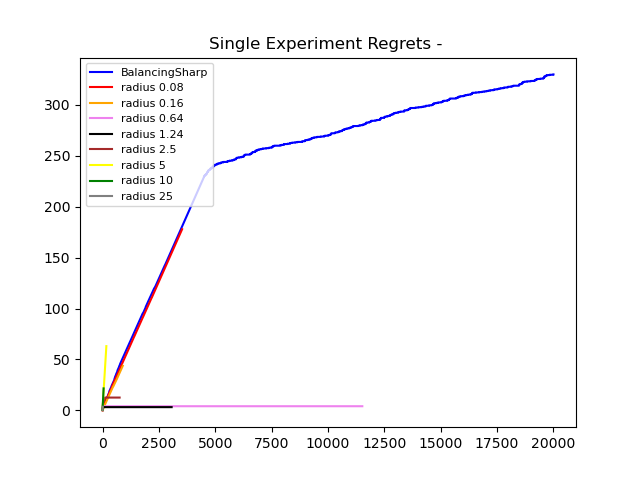 Single Experiment Regrets -
BalancingSharp
radius 0.08
radius 0.16
radius 0.64
radius 1.24
radius 2.5
radius 5
radius 10
radius 25
300
250
200
150
100
50
0
0 2500 5000 7500 10000 12500 15000 17500 20000